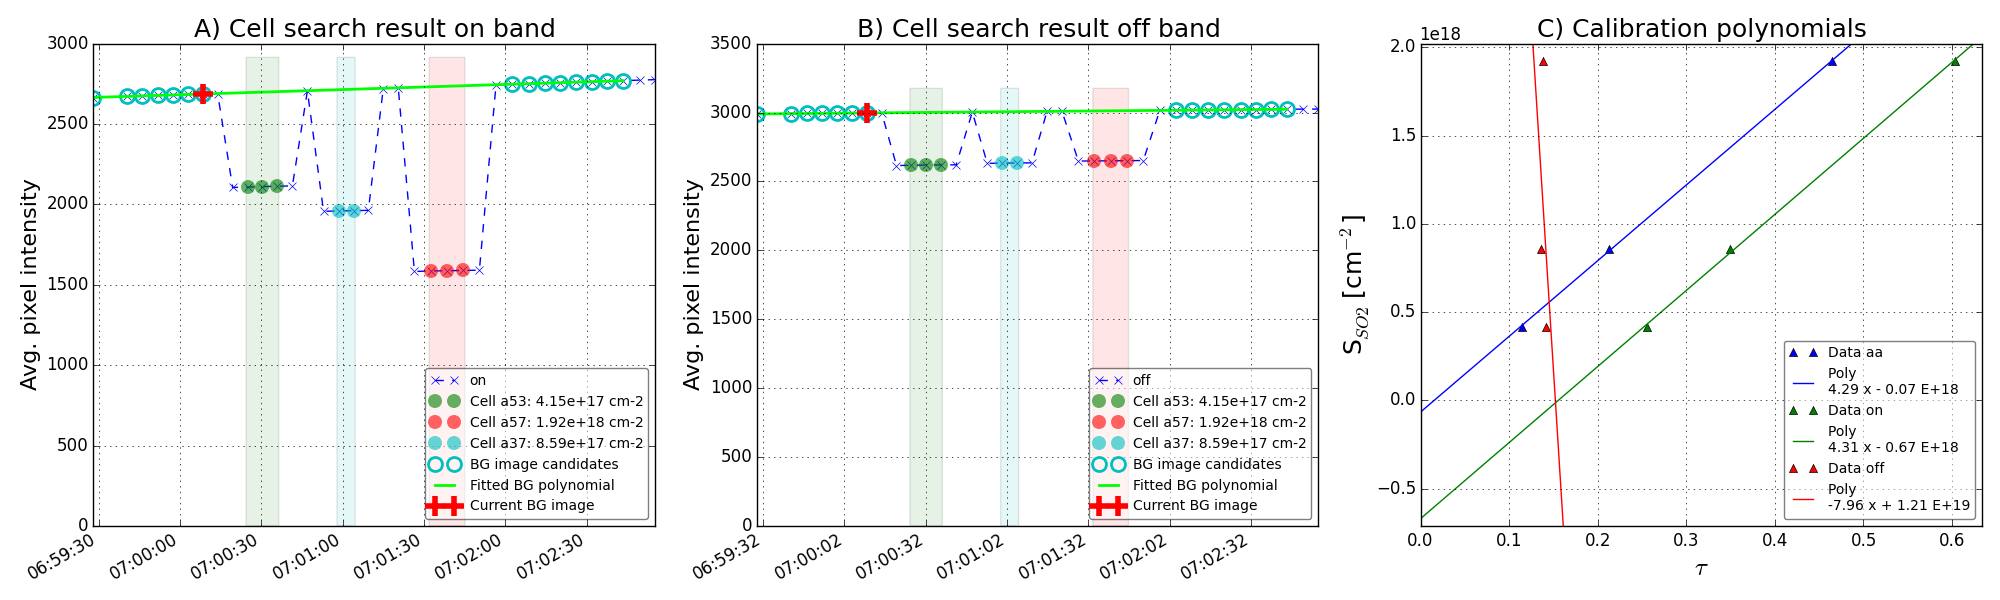 A) Cell search result on band
Avg. pixel intensity
3000
2500
2000
1500
1000
500
0
06:59:30
07:00:00
07:00:30
07:01:00
07:01:30
07:02:00
07:02:30
on
Cell a53: 4.15e+17 cm-2
Cell a57: 1.92e+18 cm-2
Cell a37: 8.59e+17 cm-2
BG image candidates
Fitted BG polynomial
Current BG image
B) Cell search result off band
Avg. pixel intensity
3500
3000
2500
2000
1500
1000
500
0
06:59:32
07:00:02
07:00:32
07:01:02
07:01:32
07:02:02
07:02:32
off
Cell a53: 4.15e+17 cm-2
Cell a57: 1.92e+18 cm-2
Cell a37: 8.59e+17 cm-2
BG image candidates
Fitted BG polynomial
Current BG image
C) Calibration polynomials
1e18
S_{SO2} [cm^{-2}]
2.0
1.5
1.0
0.5
0.0
−0.5
0.0
0.1
0.2
0.3
0.4
0.5
0.6
τ
Data aa
Poly
4.29 x - 0.07 E+18
Data on
Poly
4.31 x - 0.67 E+18
Data off
Poly
-7.96 x + 1.21 E+19